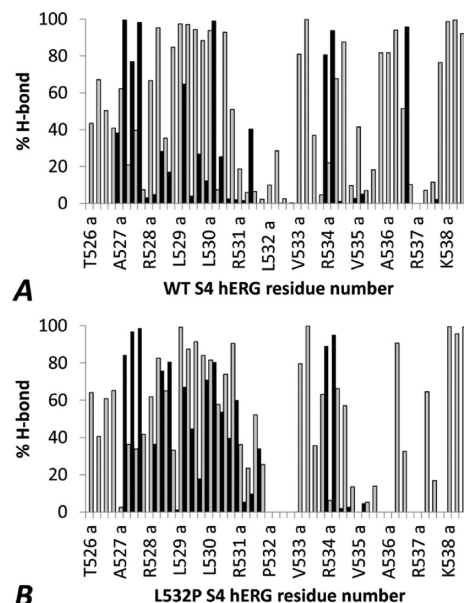 100
80
60
40
20
0
% H-bond
T526 a
A527 a
R528 a
L529 a
L530 a
R531 a
L532 a
V533 a
R534 a
V535 a
A536 a
R537 a
K538 a
A
WT S4 hERG residue number
100
80
60
40
20
0
% H-bond
T526 a
A527 a
R528 a
L529 a
L530 a
R531 a
P532 a
V533 a
R534 a
V535 a
A536 a
R537 a
K538 a
B
L532P S4 hERG residue number